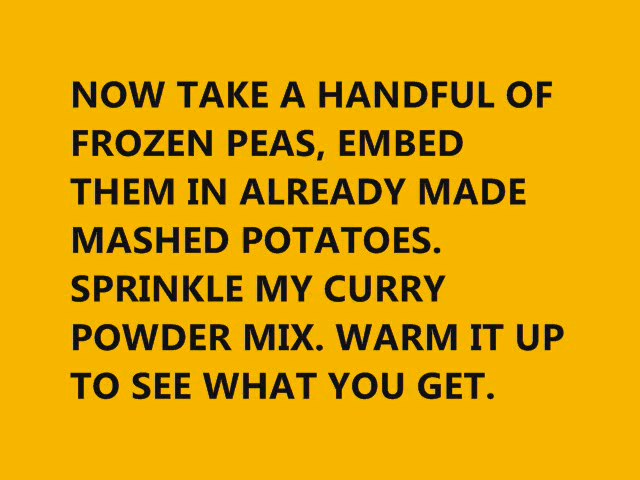 NOW TAKE A HANDFUL OF
FROZEN PEAS, EMBED
THEM IN ALREADY MADE
MASHED POTATOES.
SPRINKLE MY CURRY
POWDER MIX. WARM IT UP
TO SEE WHAT YOU GET.